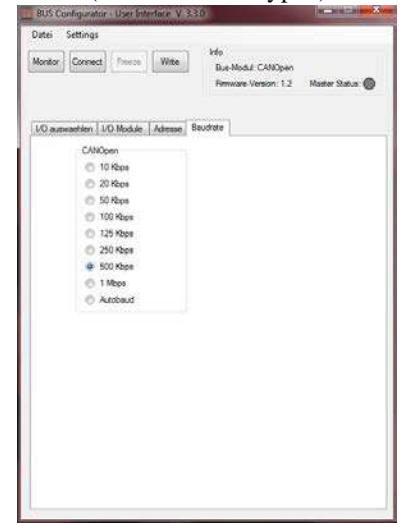 BUS Configurator - User Interface V 3.3.0
Datei Settings
Monitor Connect Freeze Write
Info
Bus-Modul: CANOpen
Firmware-Version: 1.2 Master Status:
I/O auswaehlen I/O Module Adresse Baudrate
CANOpen
10 Kbps
20 Kbps
50 Kbps
100 Kbps
125 Kbps
250 Kbps
500 Kbps
1 Mbps
Autobaud